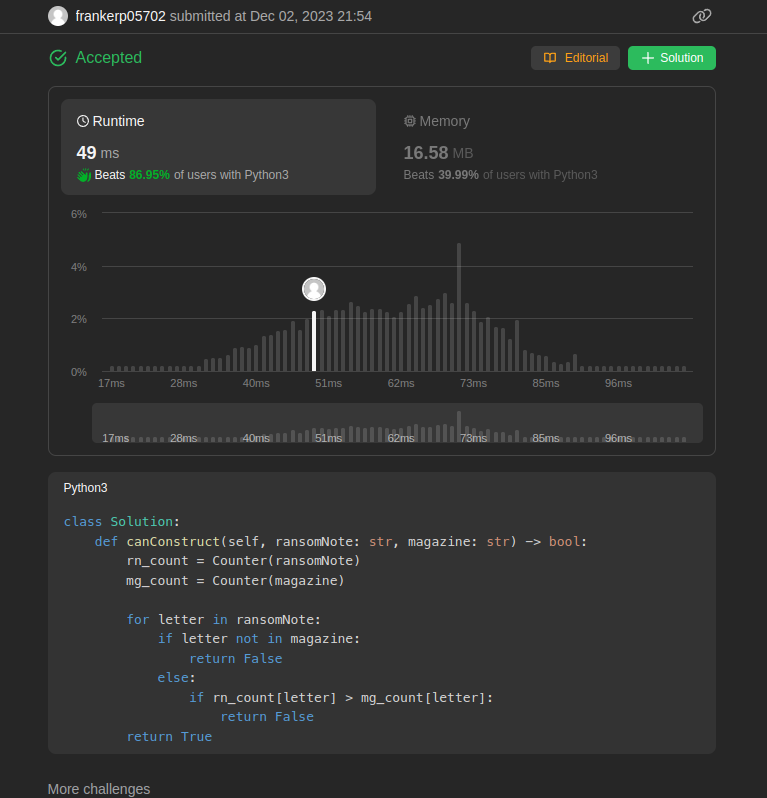 frankerp05702 submitted at Dec 02, 2023 21:54
Accepted
Editorial
Solution
Runtime
49 ms
Beats 86.95% of users with Python3
Memory
16.58 MB
Beats 39.99% of users with Python3
6%
4%
2%
0%
17ms 28ms 40ms 51ms 62ms 73ms 85ms 96ms
17ms 28ms 40ms 51ms 62ms 73ms 85ms 96ms
Python3
class Solution:
    def canConstruct(self, ransomNote: str, magazine: str) -> bool:
        rn_count = Counter(ransomNote)
        mg_count = Counter(magazine)
        for letter in ransomNote:
            if letter not in magazine:
                return False
            else:
                if rn_count[letter] > mg_count[letter]:
                    return False
        return True
More challenges